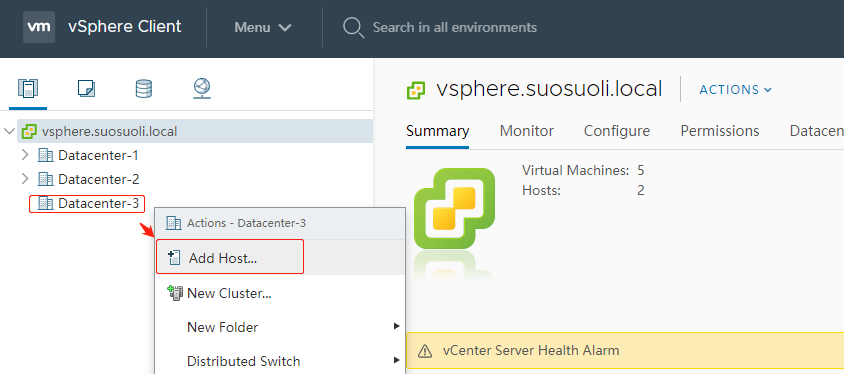 vm vSphere Client Menu Search in all environments
vsphere.suosuoli.local
Datacenter-1
Datacenter-2
Datacenter-3
Actions - Datacenter-3
Add Host...
New Cluster...
New Folder
Distributed Switch
vsphere.suosuoli.local ACTIONS
Summary Monitor Configure Permissions Datacen
Virtual Machines: 5
Hosts: 2
vCenter Server Health Alarm